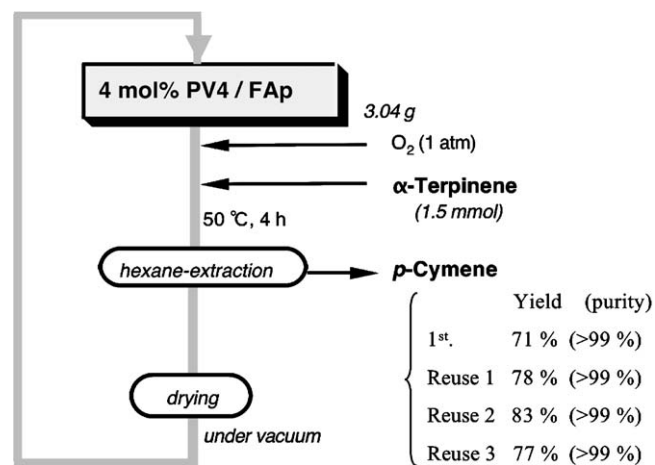 4 mol% PV4 / FAp
3.04 g
O₂ (1 atm)
α-Terpinene
(1.5 mmol)
50 °C, 4 h
hexane-extraction
p-Cymene
Yield (purity)
1st. 71 % (>99 %)
Reuse 1 78 % (>99 %)
Reuse 2 83 % (>99 %)
Reuse 3 77 % (>99 %)
drying
under vacuum